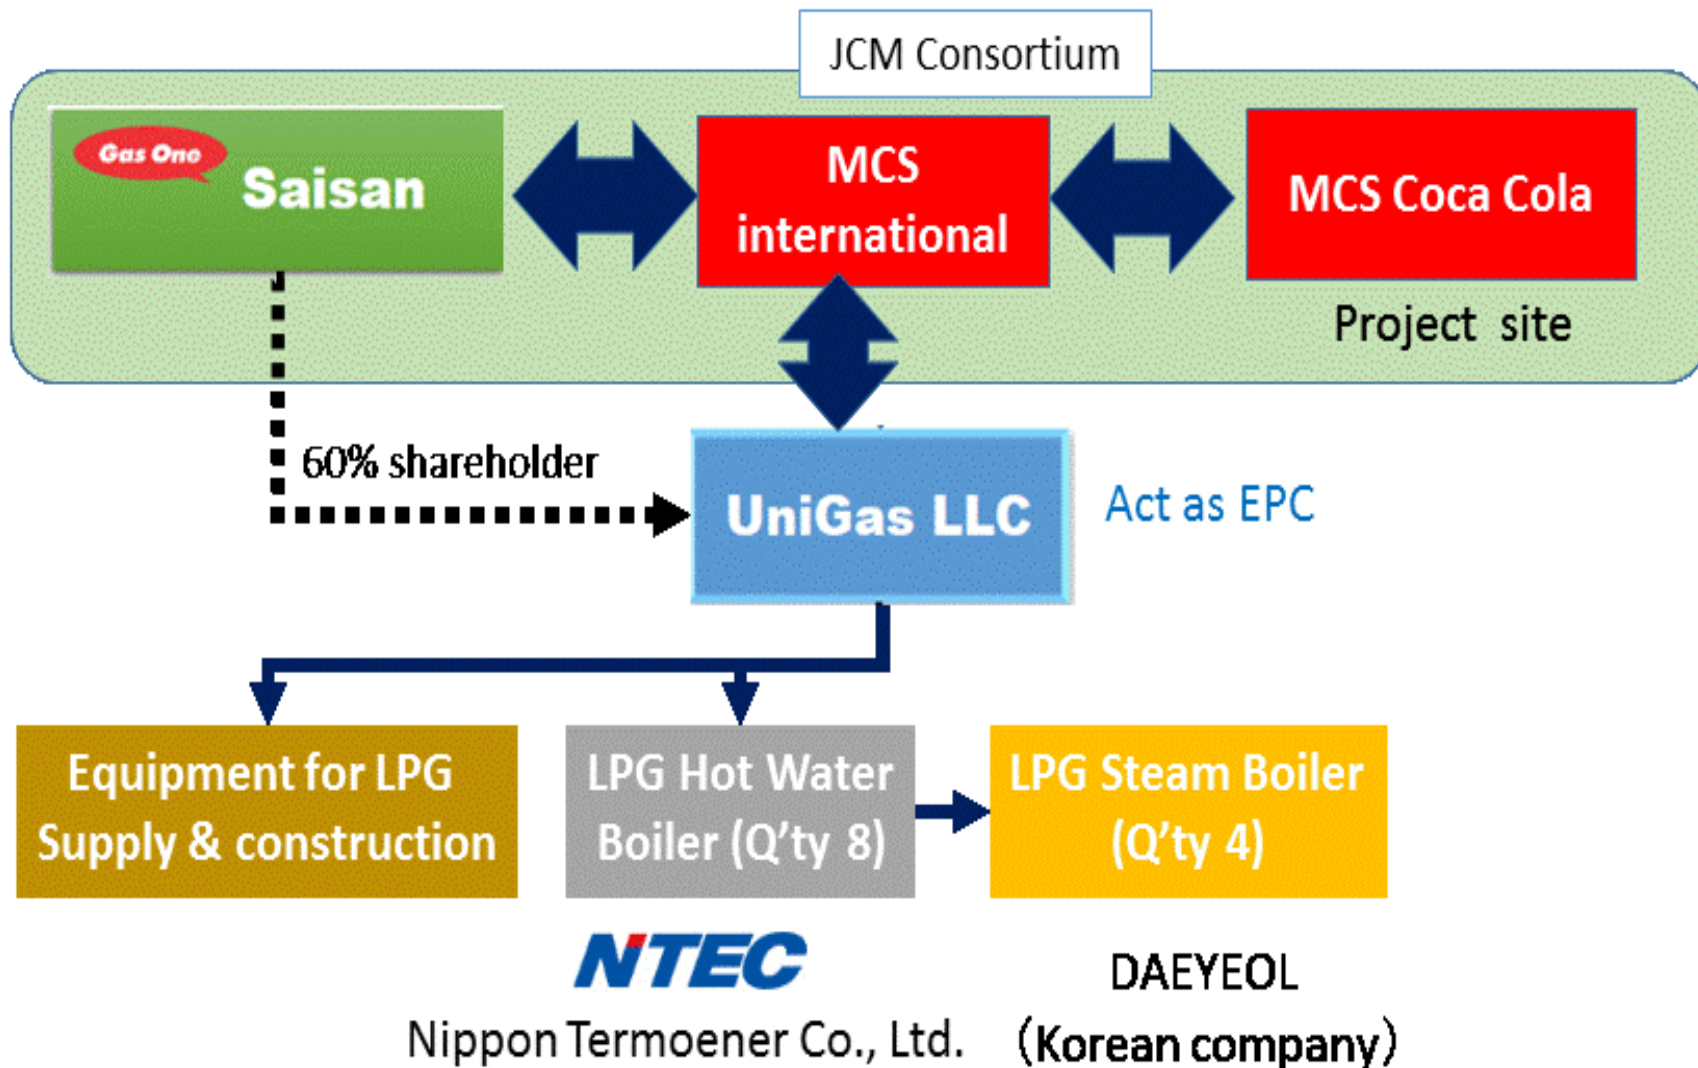 JCM Consortium
Gas One
Saisan
MCS
international
MCS Coca Cola
Project site
60% shareholder
UniGas LLC
Act as EPC
Equipment for LPG
Supply & construction
LPG Hot Water
Boiler (Q'ty 8)
LPG Steam Boiler
(Q'ty 4)
NTEC
Nippon Termoener Co., Ltd.
DAEYEOL
（Korean company）